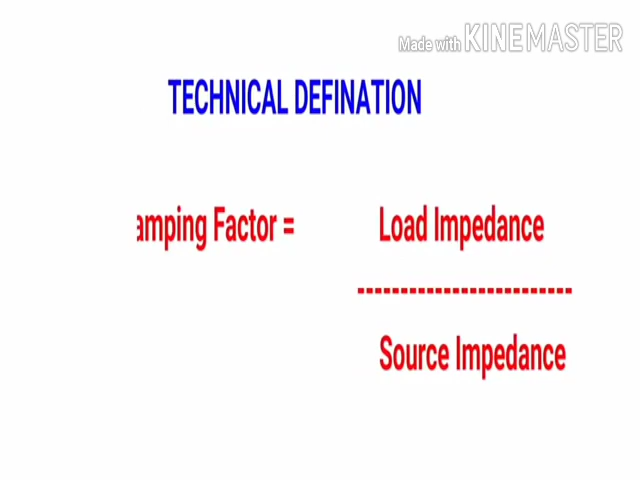 Made with KINEMASTER
TECHNICAL DEFINATION
amping Factor = Load Impedance
-------------------------
Source Impedance